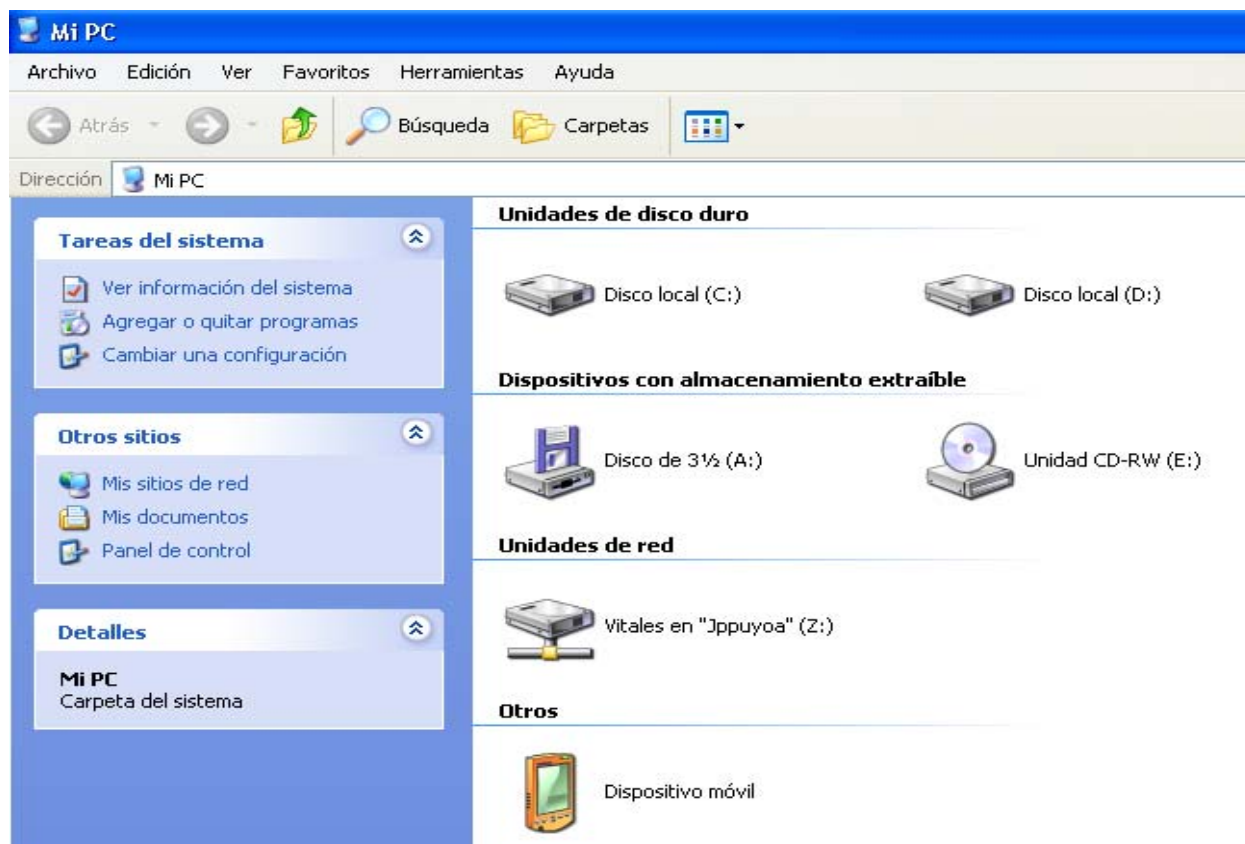 Mi PC
Archivo Edición Ver Favoritos Herramientas Ayuda
Atrás Búsqueda Carpetas
Dirección Mi PC
Tareas del sistema
Ver información del sistema
Agregar o quitar programas
Cambiar una configuración
Otros sitios
Mis sitios de red
Mis documentos
Panel de control
Detalles
Mi PC
Carpeta del sistema
Unidades de disco duro
Disco local (C:) Disco local (D:)
Dispositivos con almacenamiento extraíble
Disco de 3½ (A:) Unidad CD-RW (E:)
Unidades de red
Vitales en "Jppuyoa" (Z:)
Otros
Dispositivo móvil